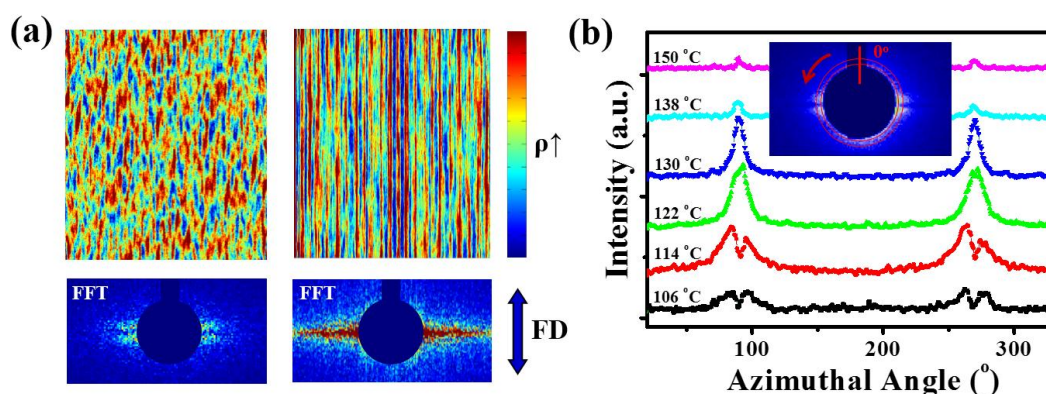 (a)
ρ↑
FFT
FFT
FD
(b)
Intensity (a.u.)
150 °C
138 °C
130 °C
122 °C
114 °C
106 °C
0°
100
200
300
Azimuthal Angle (°)